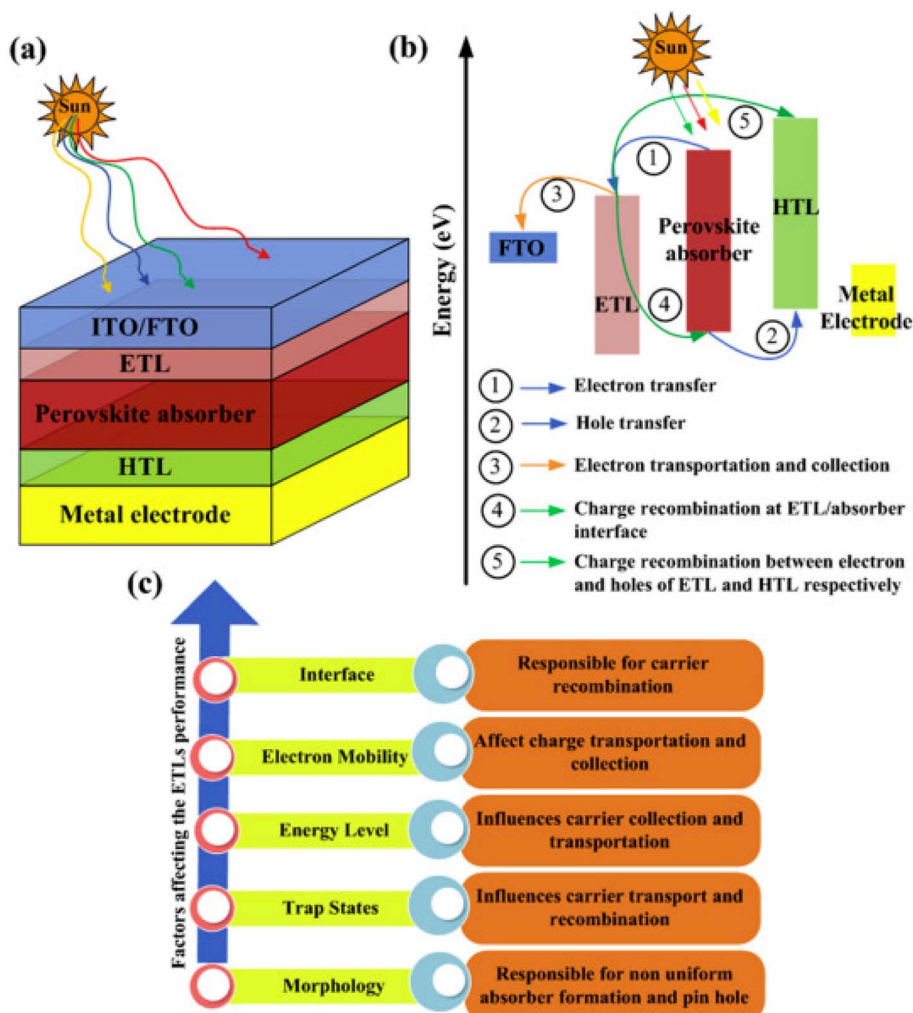 (a)
Sun
ITO/FTO
ETL
Perovskite absorber
HTL
Metal electrode
(b)
Energy (eV)
Sun
5
1
3
FTO
ETL
Perovskite
absorber
HTL
4
2
Metal
Electrode
1 Electron transfer
2 Hole transfer
3 Electron transportation and collection
4 Charge recombination at ETL/absorber
interface
5 Charge recombination between electron
and holes of ETL and HTL respectively
(c)
Factors affecting the ETLs performance
Interface
Responsible for carrier
recombination
Electron Mobility
Affect charge transportation and
collection
Energy Level
Influences carrier collection and
transportation
Trap States
Influences carrier transport and
recombination
Morphology
Responsible for non uniform
absorber formation and pin hole